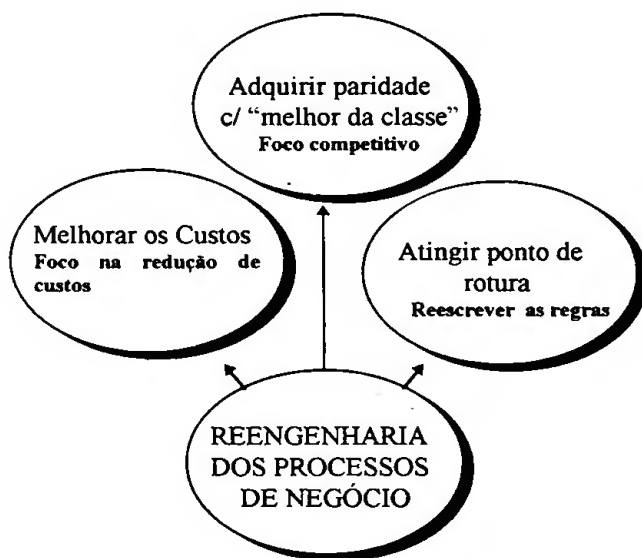 Adquirir paridade
c/ “melhor da classe”
Foco competitivo
Melhorar os Custos
Foco na redução de
custos
Atingir ponto de
rotura
Reescrever as regras
REENGENHARIA
DOS PROCESSOS
DE NEGÓCIO